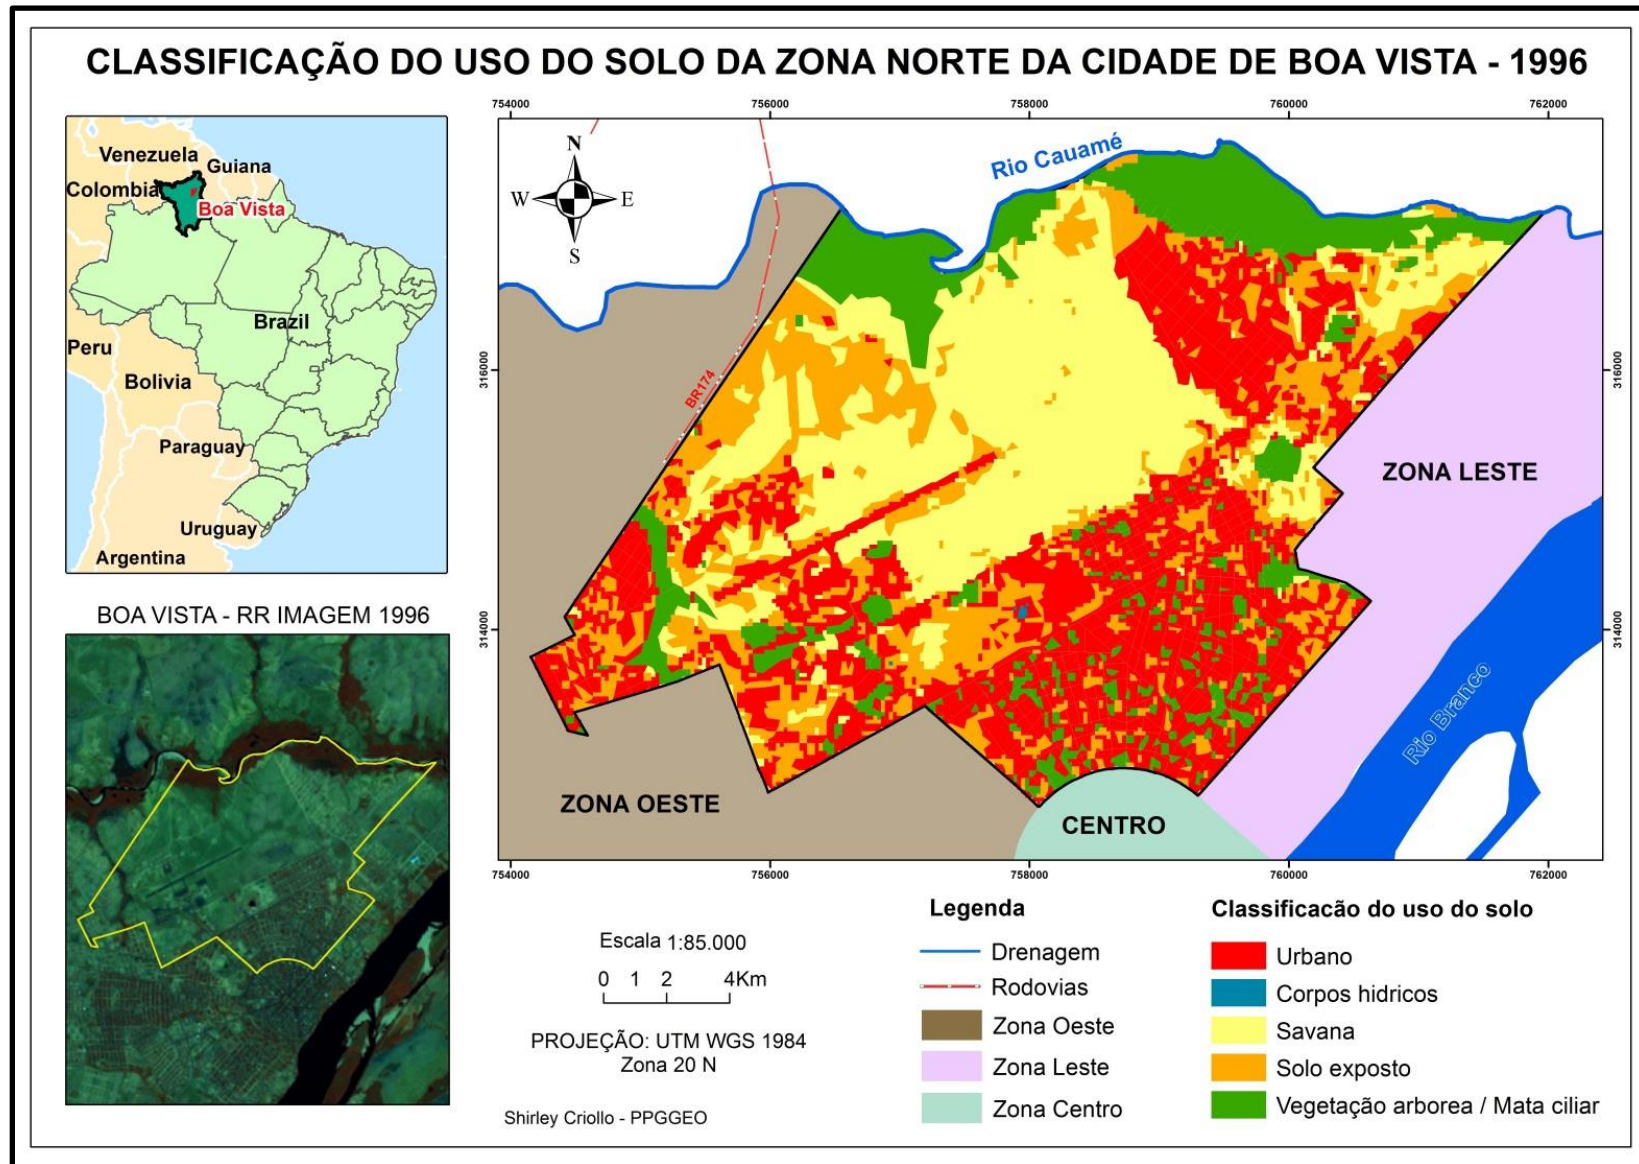 CLASSIFICAÇÃO DO USO DO SOLO DA ZONA NORTE DA CIDADE DE BOA VISTA - 1996
Venezuela
Guiana
Colombia
Boa Vista
Brazil
Peru
Bolivia
Paraguay
Uruguay
Argentina
BOA VISTA - RR IMAGEM 1996
754000
756000
758000
760000
762000
N
W
E
S
Rio Cauamé
BR174
316000
316000
314000
314000
ZONA LESTE
ZONA OESTE
CENTRO
Rio Branco
754000
756000
758000
760000
762000
Escala 1:85.000
0 1 2 4Km
PROJEÇÃO: UTM WGS 1984
Zona 20 N
Shirley Criollo - PPGGEO
Legenda
Drenagem
Rodovias
Zona Oeste
Zona Leste
Zona Centro
Classificacão do uso do solo
Urbano
Corpos hidricos
Savana
Solo exposto
Vegetação arborea / Mata ciliar